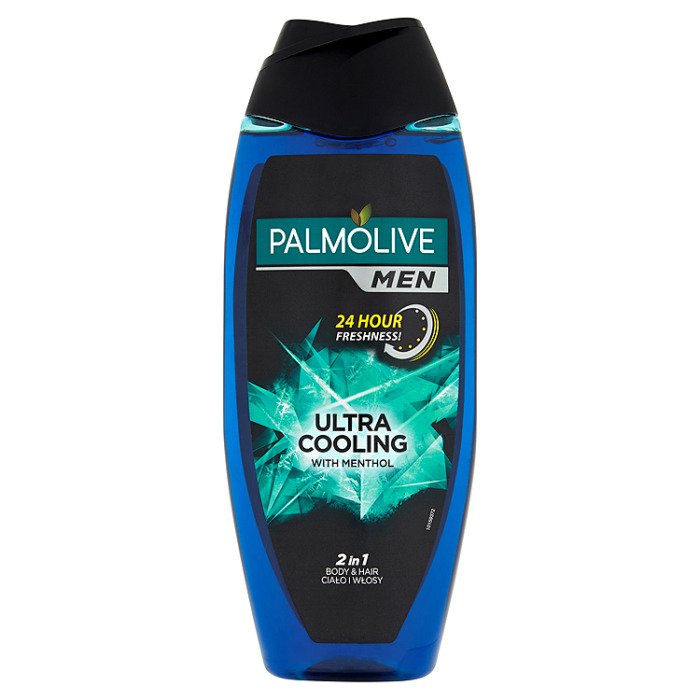 PALMOLIVE
MEN
24 HOUR
FRESHNESS!
ULTRA
COOLING
WITH MENTHOL
2 in 1
BODY & HAIR
CIAŁO I WŁOSY